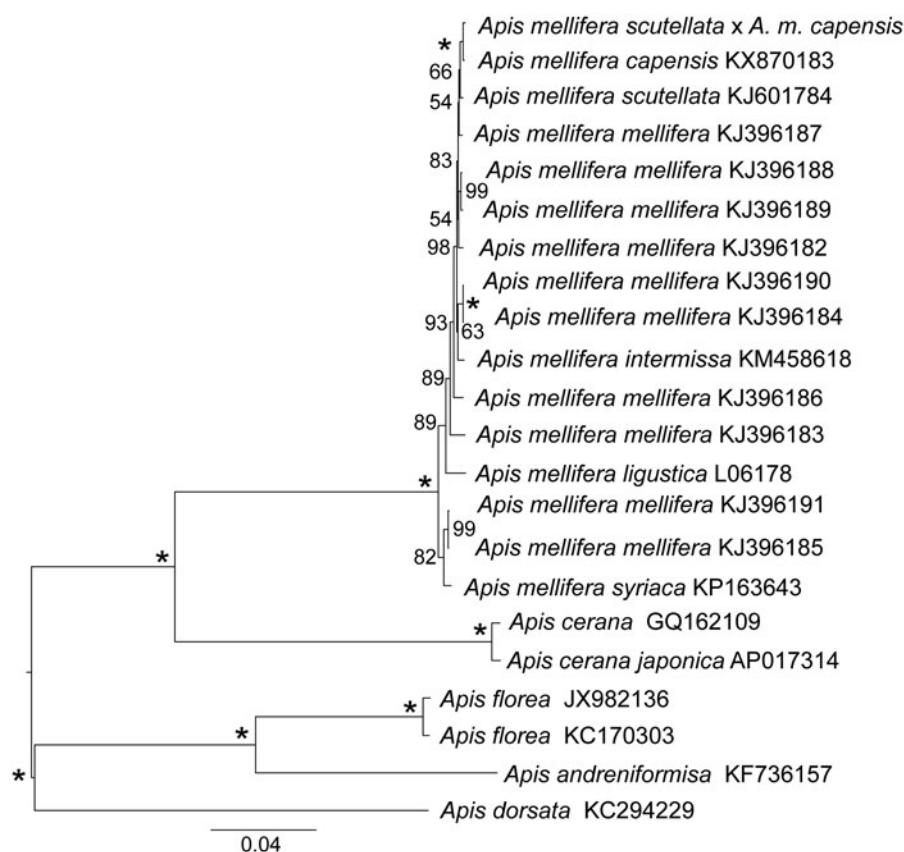 Apis mellifera scutellata x A. m. capensis
*
Apis mellifera capensis KX870183
66
Apis mellifera scutellata KJ601784
54
Apis mellifera mellifera KJ396187
83
Apis mellifera mellifera KJ396188
99
Apis mellifera mellifera KJ396189
54
Apis mellifera mellifera KJ396182
98
Apis mellifera mellifera KJ396190
*
Apis mellifera mellifera KJ396184
93
63
Apis mellifera intermissa KM458618
89
Apis mellifera mellifera KJ396186
89
Apis mellifera mellifera KJ396183
Apis mellifera ligustica L06178
*
Apis mellifera mellifera KJ396191
99
Apis mellifera mellifera KJ396185
82
*
Apis mellifera syriaca KP163643
Apis cerana GQ162109
*
Apis cerana japonica AP017314
Apis florea JX982136
*
*
Apis florea KC170303
Apis andreniformisa KF736157
*
Apis dorsata KC294229
0.04